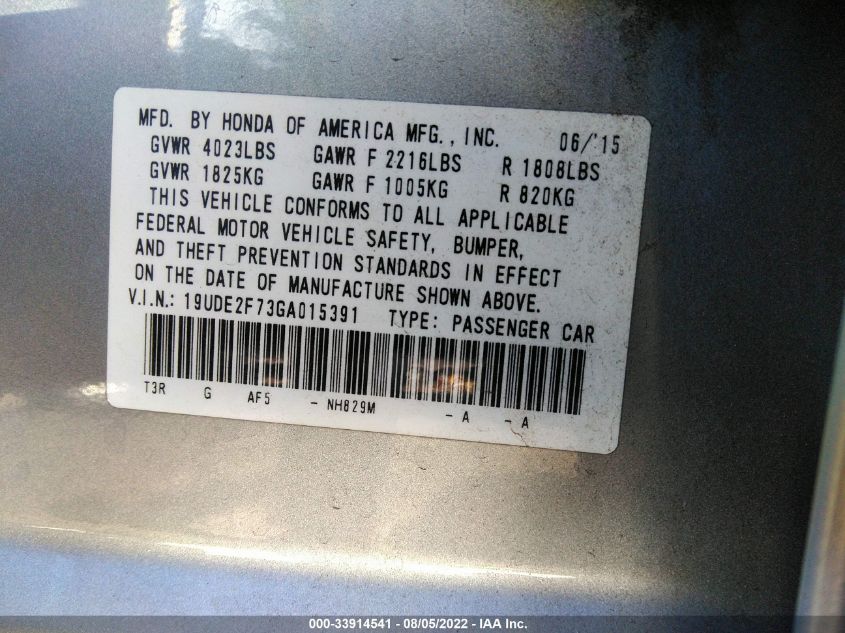 MFD. BY HONDA OF AMERICA MFG., INC. 06/'15
GVWR 4023LBS GAWR F 2216LBS R 1808LBS
GVWR 1825KG GAWR F 1005KG R 820KG
THIS VEHICLE CONFORMS TO ALL APPLICABLE
FEDERAL MOTOR VEHICLE SAFETY, BUMPER,
AND THEFT PREVENTION STANDARDS IN EFFECT
ON THE DATE OF MANUFACTURE SHOWN ABOVE.
V.I.N.: 19UDE2F73GA015391 TYPE: PASSENGER CAR
T3R G AF5 - NH829M - A - A
000-33914541 - 08/05/2022 - IAA Inc.